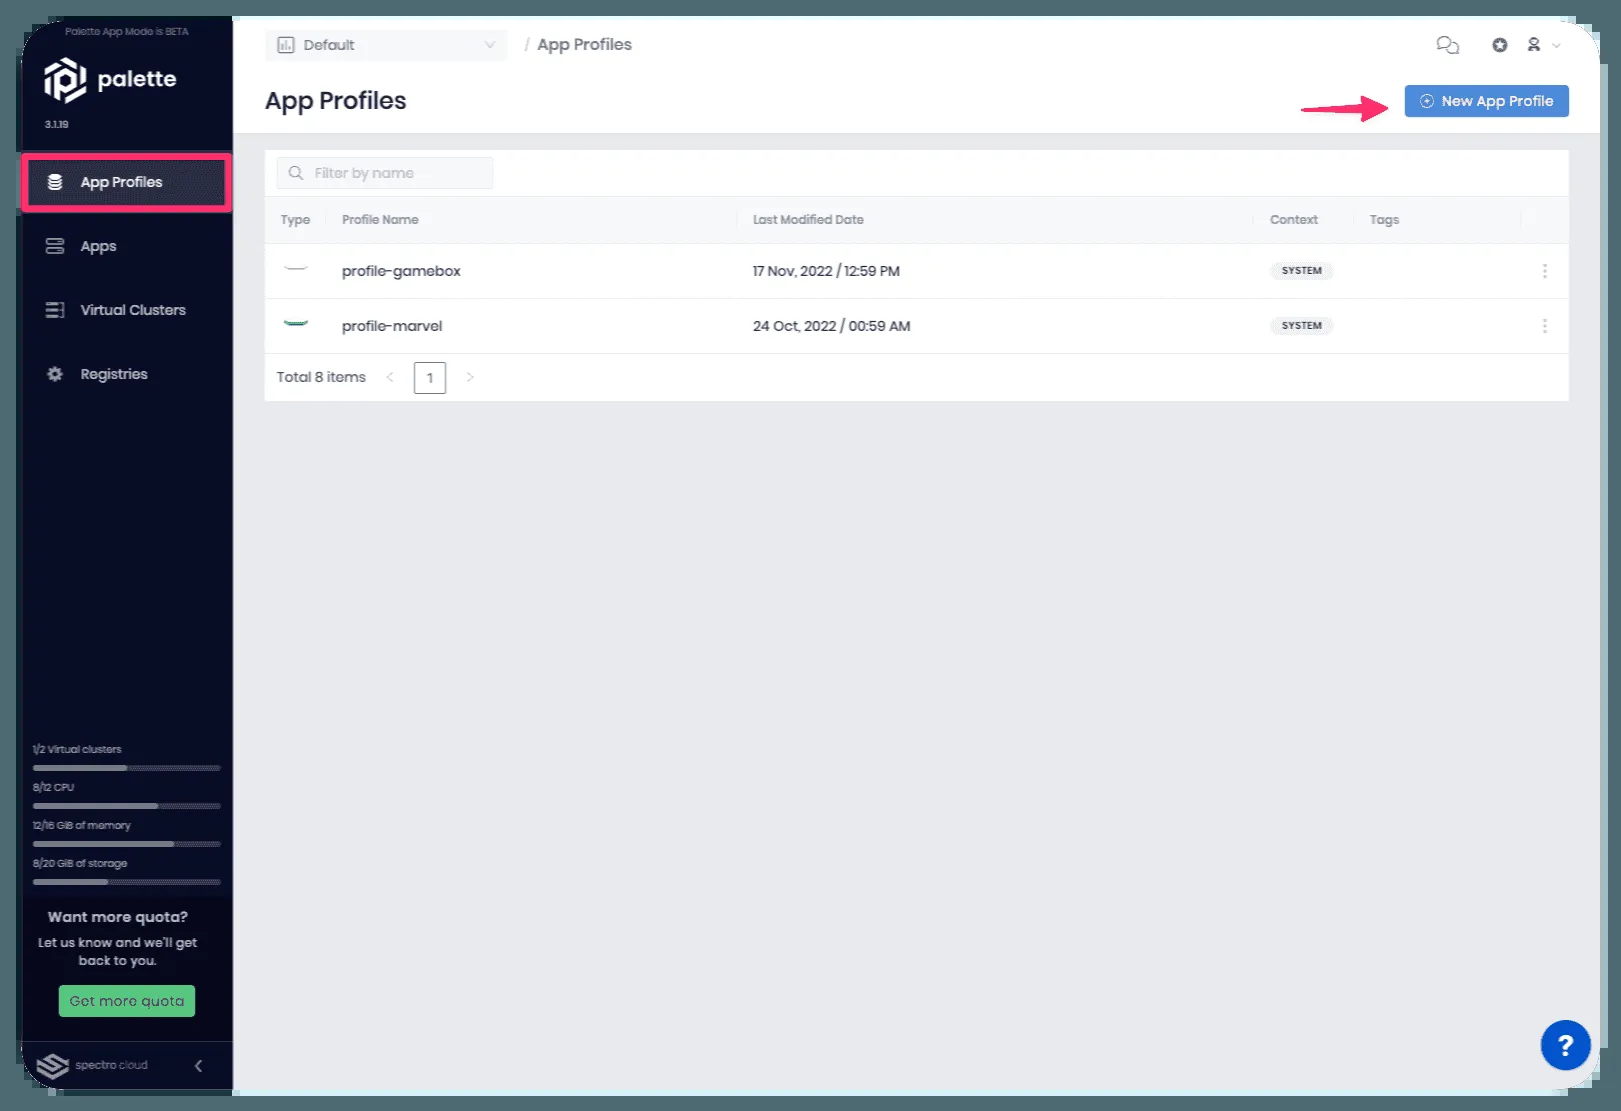 Palette App Mode is BETA
palette
3.1.19
App Profiles
Apps
Virtual Clusters
Registries
1/2 Virtual clusters
8/12 CPU
12/16 GiB of memory
8/20 GiB of storage
Want more quota?
Let us know and we'll get
back to you.
Get more quota
spectro cloud
Default / App Profiles
App Profiles
New App Profile
Filter by name
Type Profile Name Last Modified Date Context Tags
profile-gamebox 17 Nov, 2022 / 12:59 PM SYSTEM
profile-marvel 24 Oct, 2022 / 00:59 AM SYSTEM
Total 8 items < 1 >
?